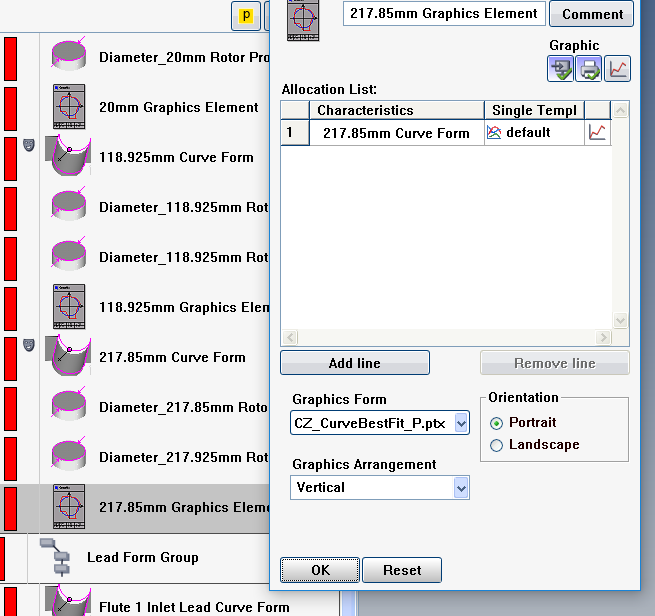 P
Diameter_20mm Rotor Pro
20mm Graphics Element
118.925mm Curve Form
Diameter_118.925mm Rot
Diameter_118.925mm Rot
118.925mm Graphics Elen
217.85mm Curve Form
Diameter_217.85mm Roto
Diameter_217.925mm Rot
217.85mm Graphics Eleme
Lead Form Group
Flute 1 Inlet Lead Curve Form
217.85mm Graphics Element
Comment
Graphic
Allocation List:
Characteristics Single Templ
1 217.85mm Curve Form default
Add line Remove line
Graphics Form
CZ_CurveBestFit_P.ptx
Orientation
Portrait
Landscape
Graphics Arrangement
Vertical
OK Reset